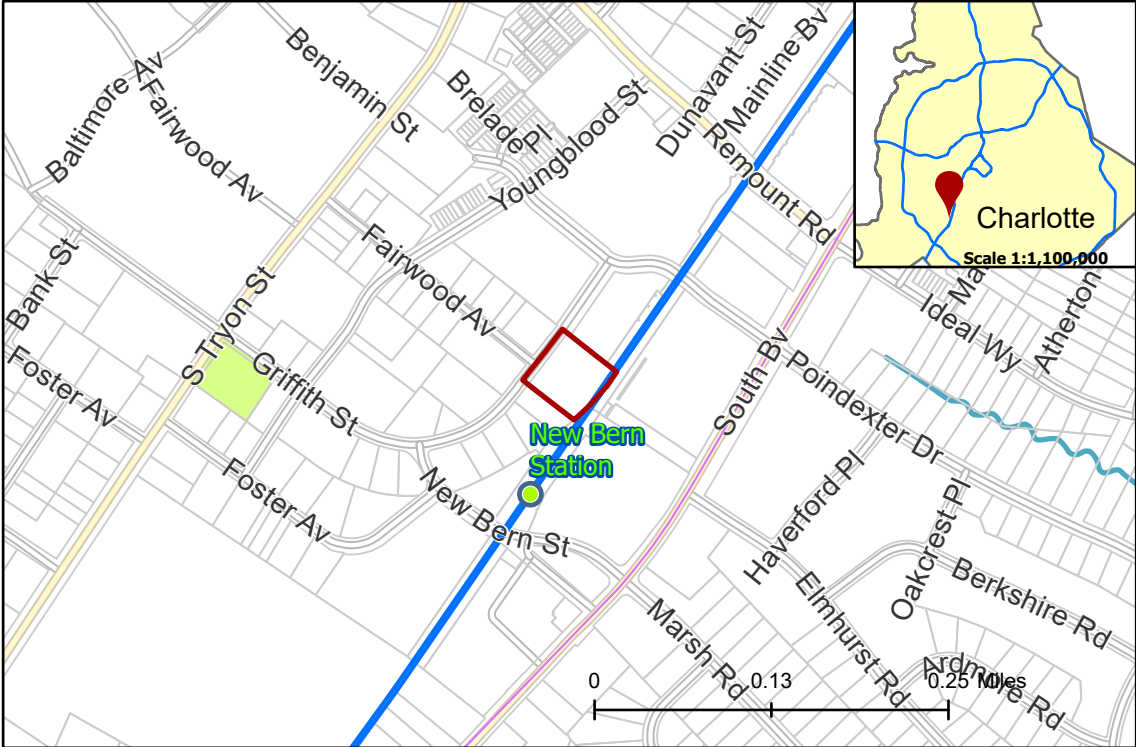 Benjamin St
Dunavant St
Mainline Bv
Baltimore Av
Fairwood Av
Brelade Pl
Youngblood St
Remount Rd
Charlotte
Scale 1:1,100,000
Bank St
S Tryon St
Fairwood Av
Ideal Wy
Atherton
Foster Av
Griffith St
South Bv
Poindexter Dr
New Bern
Station
Foster Av
New Bern St
Haverford Pl
Oakcrest Pl
Elmhurst Rd
Berkshire Rd
Marsh Rd
Ardmore Rd
0
0.13
0.25 Miles